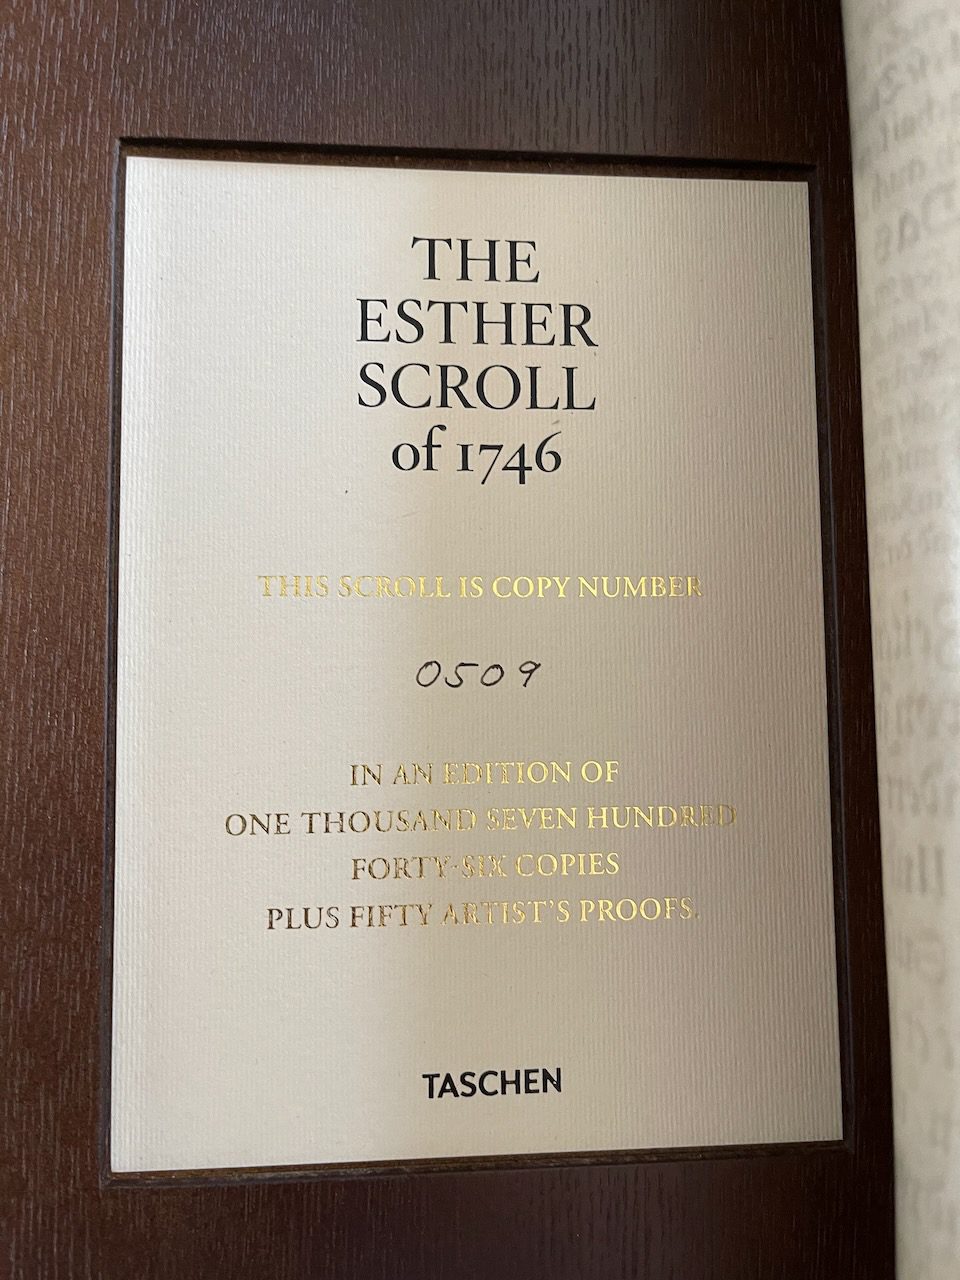 THE
ESTHER
SCROLL
of 1746
THIS SCROLL IS COPY NUMBER
0509
IN AN EDITION OF
ONE THOUSAND SEVEN HUNDRED
FORTY-SIX COPIES
PLUS FIFTY ARTIST'S PROOFS.
TASCHEN